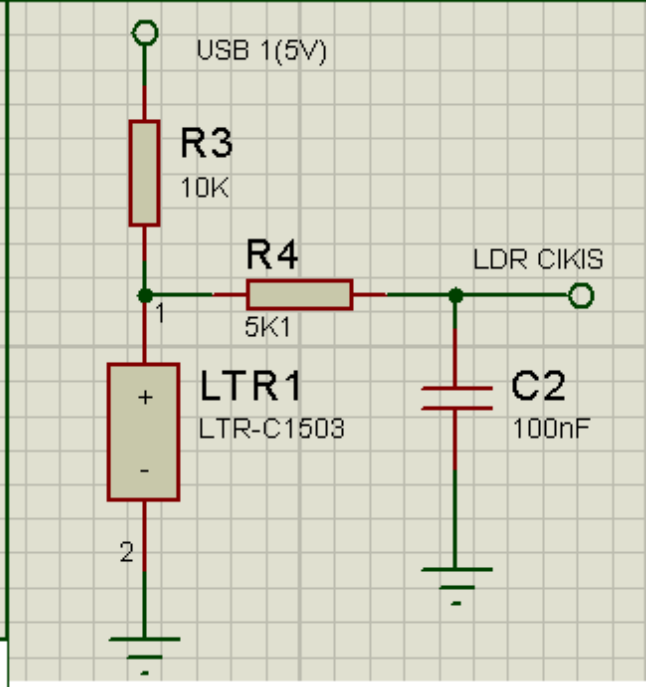 USB 1(5V)
R3
10K
R4
LDR CIKIS
1
5K1
+
LTR1
LTR-C1503
-
C2
100nF
2